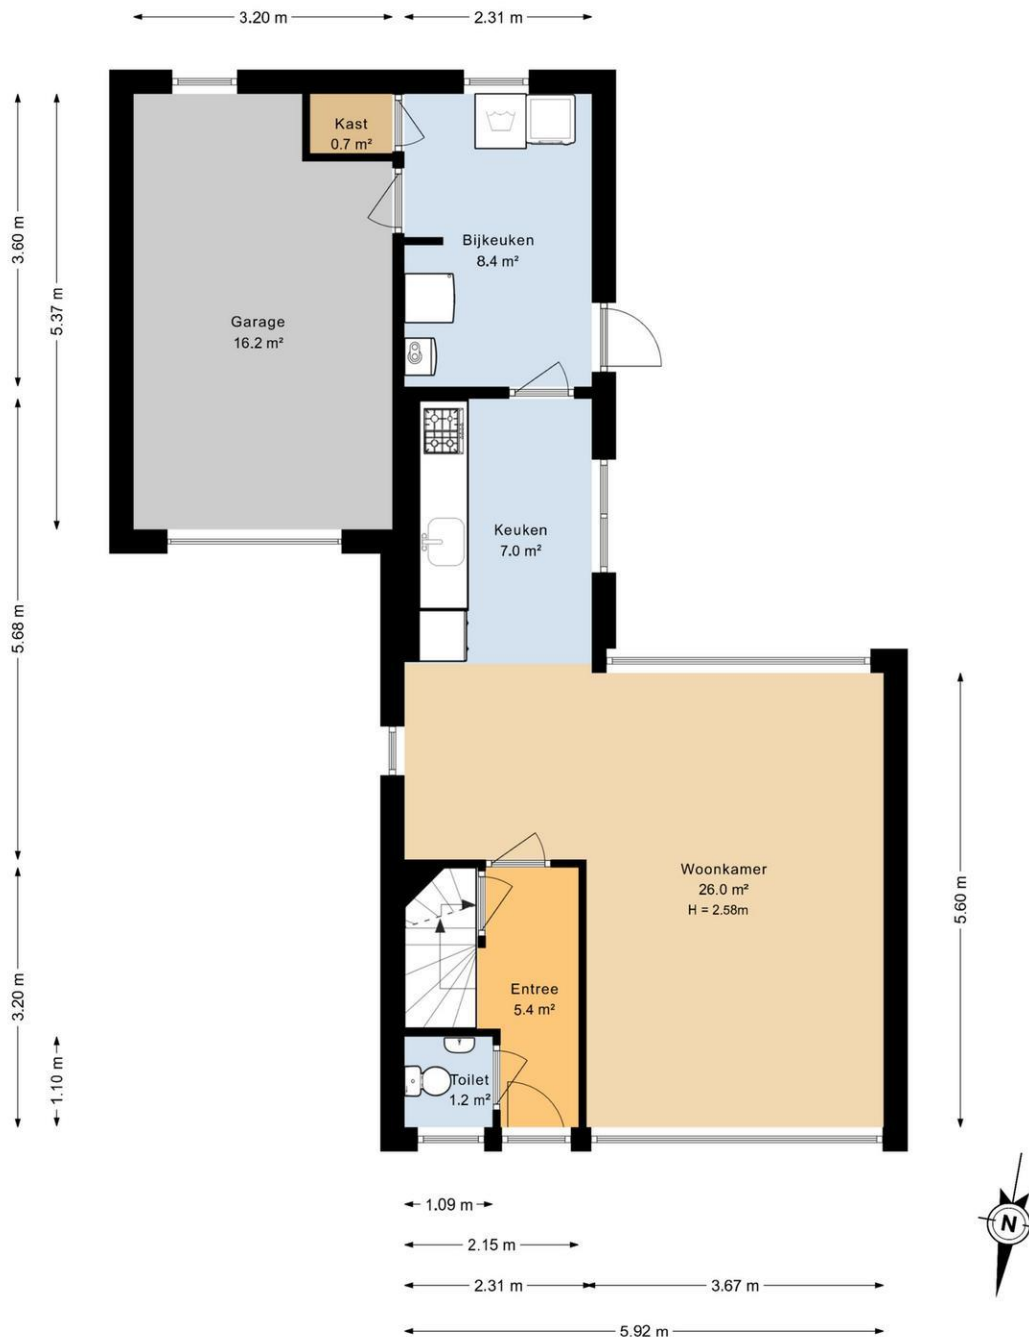 3.20 m
2.31 m
Kast
0.7 m²
3.60 m
5.37 m
Bijkeuken
8.4 m²
Garage
16.2 m²
Keuken
7.0 m²
5.68 m
Woonkamer
26.0 m²
H = 2.58m
5.60 m
3.20 m
Entree
5.4 m²
1.10 m
Toilet
1.2 m²
1.09 m
N
2.15 m
2.31 m
3.67 m
5.92 m